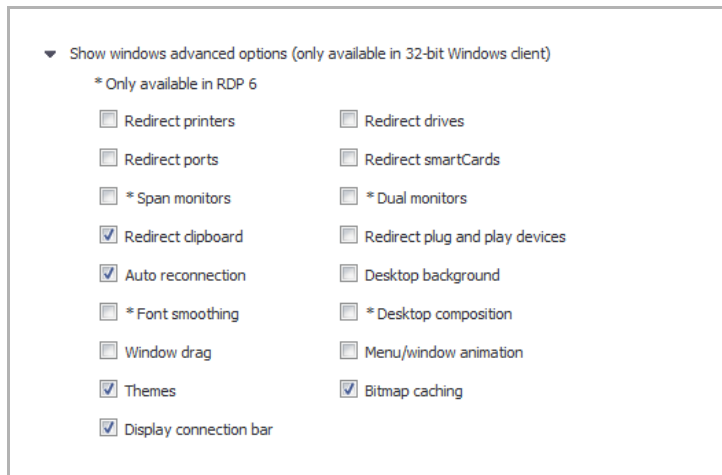 Show windows advanced options (only available in 32-bit Windows client)
* Only available in RDP 6
Redirect printers Redirect drives
Redirect ports Redirect smartCards
* Span monitors * Dual monitors
Redirect clipboard Redirect plug and play devices
Auto reconnection Desktop background
* Font smoothing * Desktop composition
Window drag Menu/window animation
Themes Bitmap caching
Display connection bar